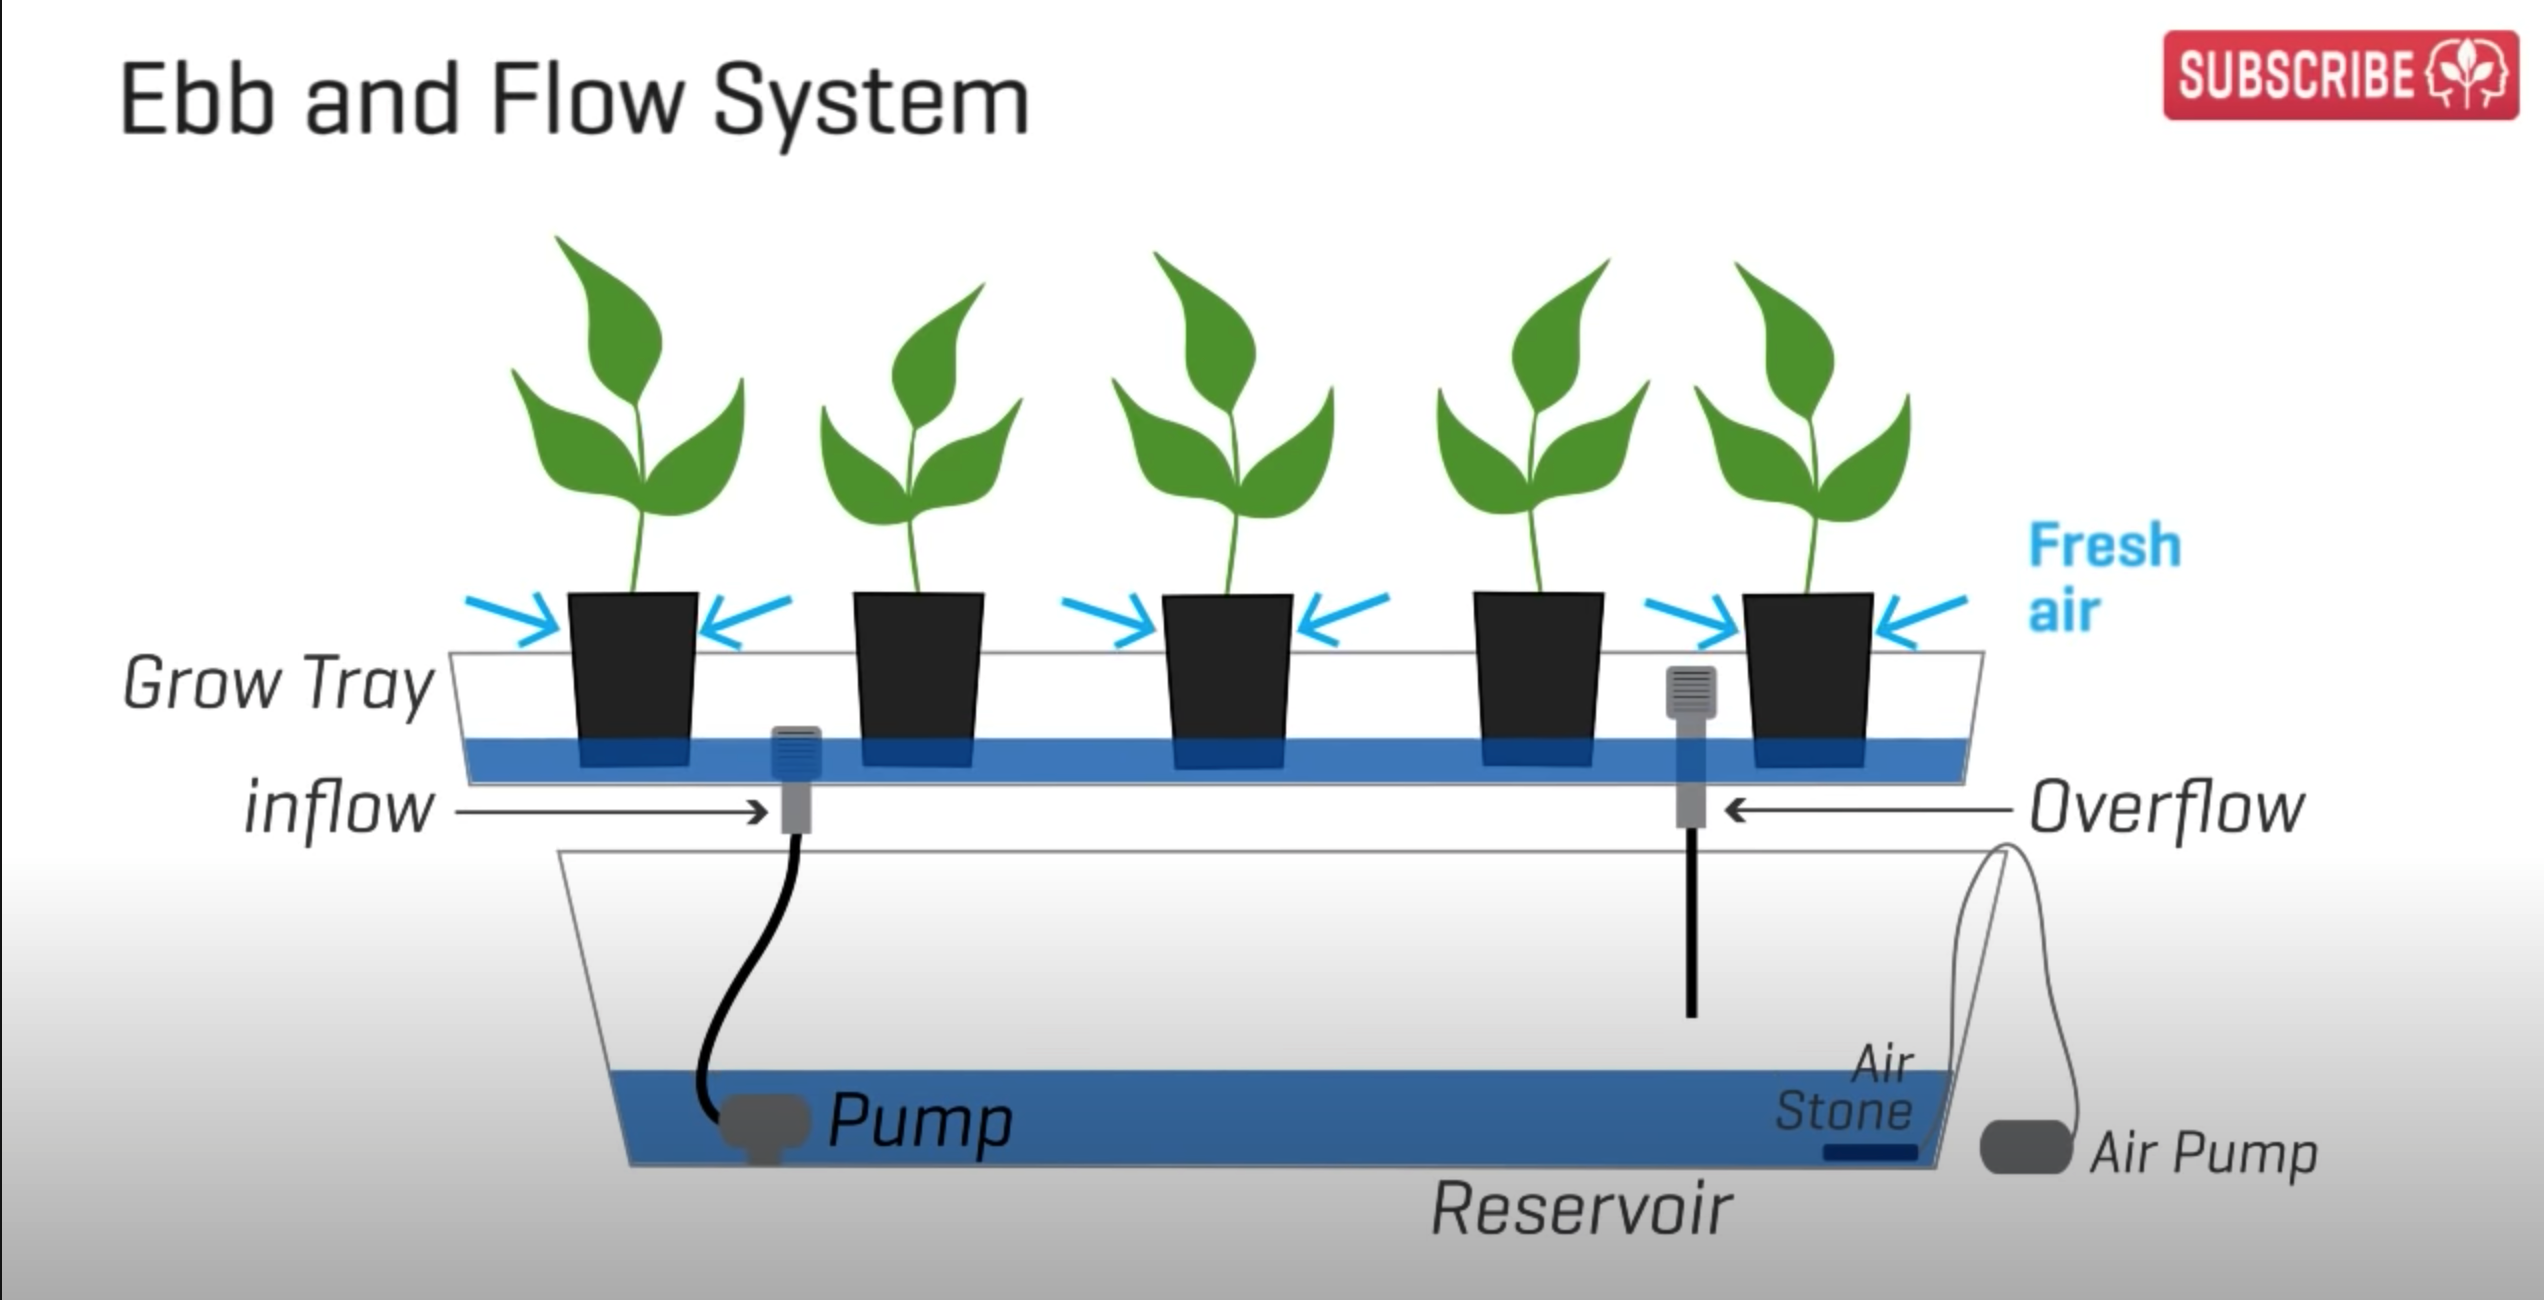 Ebb and Flow System
SUBSCRIBE
Fresh
air
Grow Tray
inflow
Overflow
Air
Stone
Pump
Air Pump
Reservoir